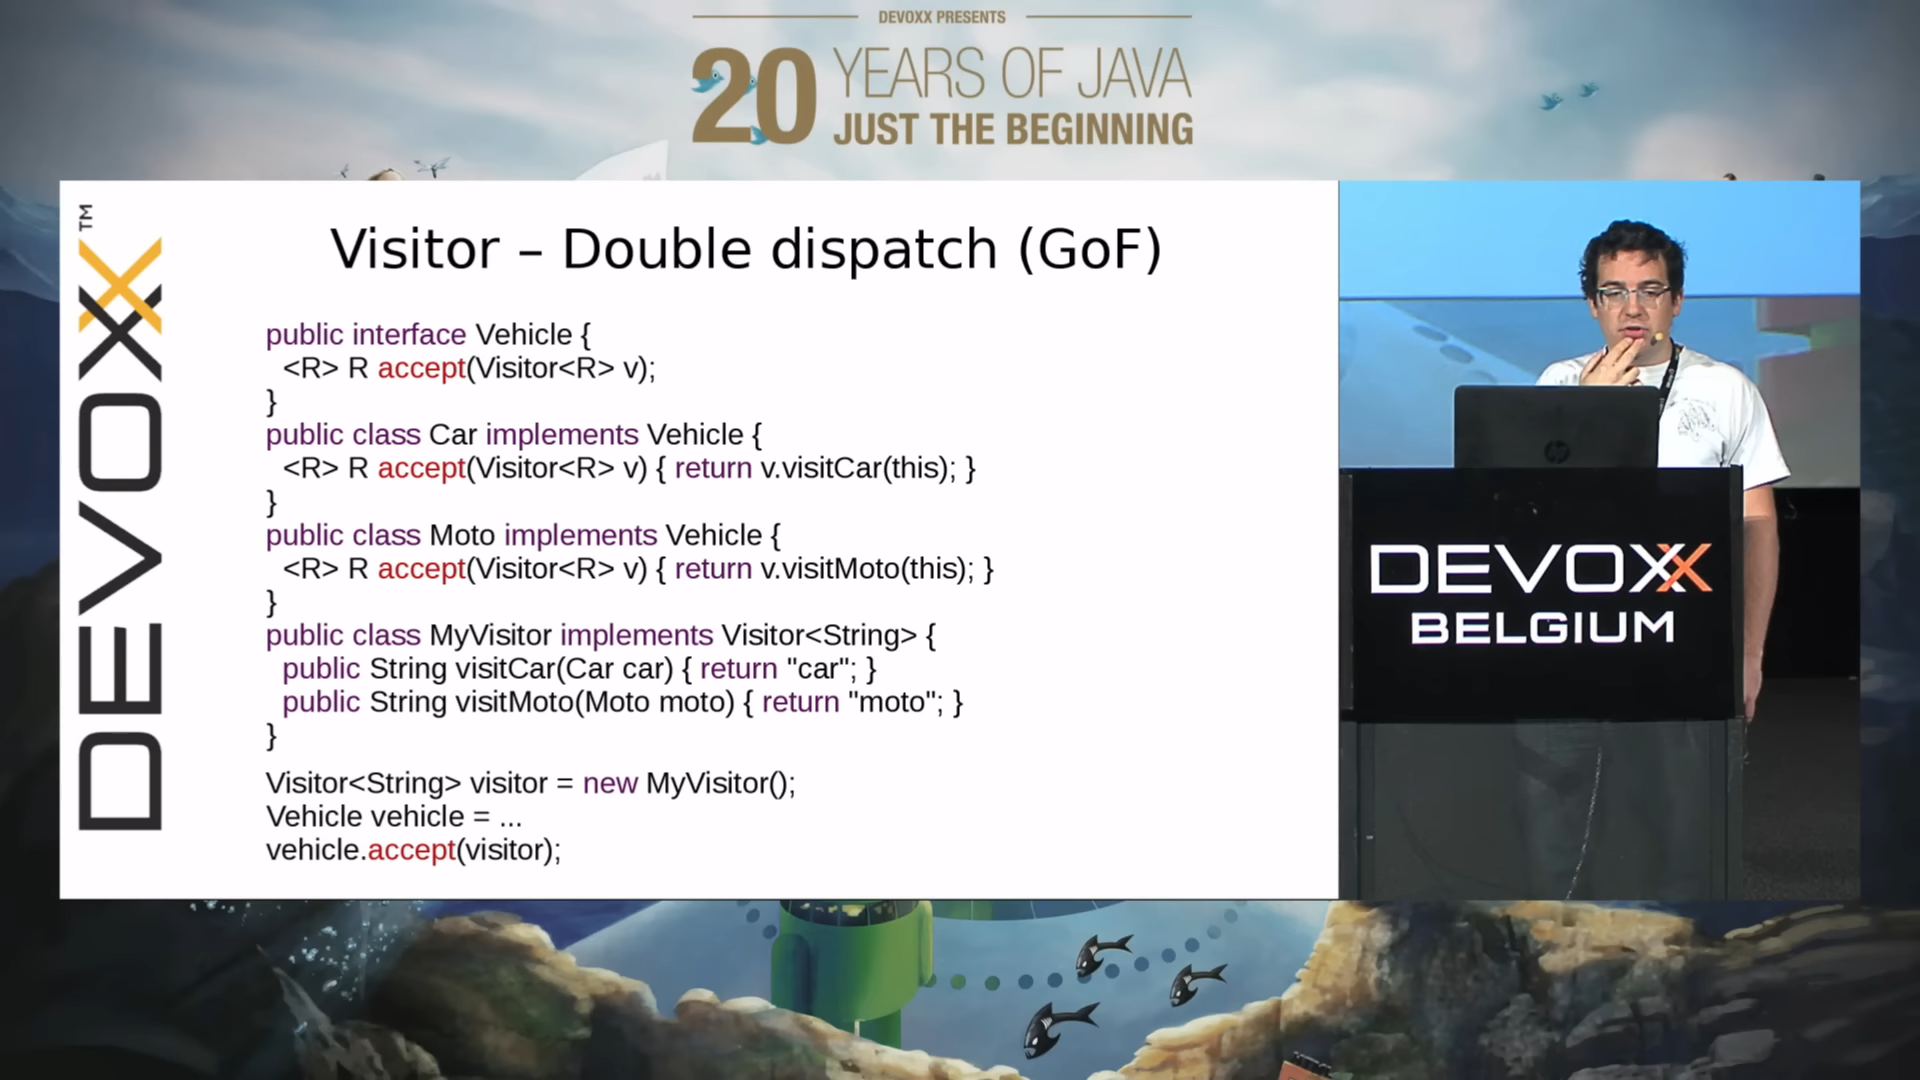 DEVOXX PRESENTS
20 YEARS OF JAVA
JUST THE BEGINNING
DEVOXX™
Visitor – Double dispatch (GoF)
public interface Vehicle {
<R> R accept(Visitor<R> v);
}
public class Car implements Vehicle {
<R> R accept(Visitor<R> v) { return v.visitCar(this); }
}
public class Moto implements Vehicle {
<R> R accept(Visitor<R> v) { return v.visitMoto(this); }
}
public class MyVisitor implements Visitor<String> {
public String visitCar(Car car) { return "car"; }
public String visitMoto(Moto moto) { return "moto"; }
}
Visitor<String> visitor = new MyVisitor();
Vehicle vehicle = ...
vehicle.accept(visitor);
hp
DEVOXX
BELGIUM